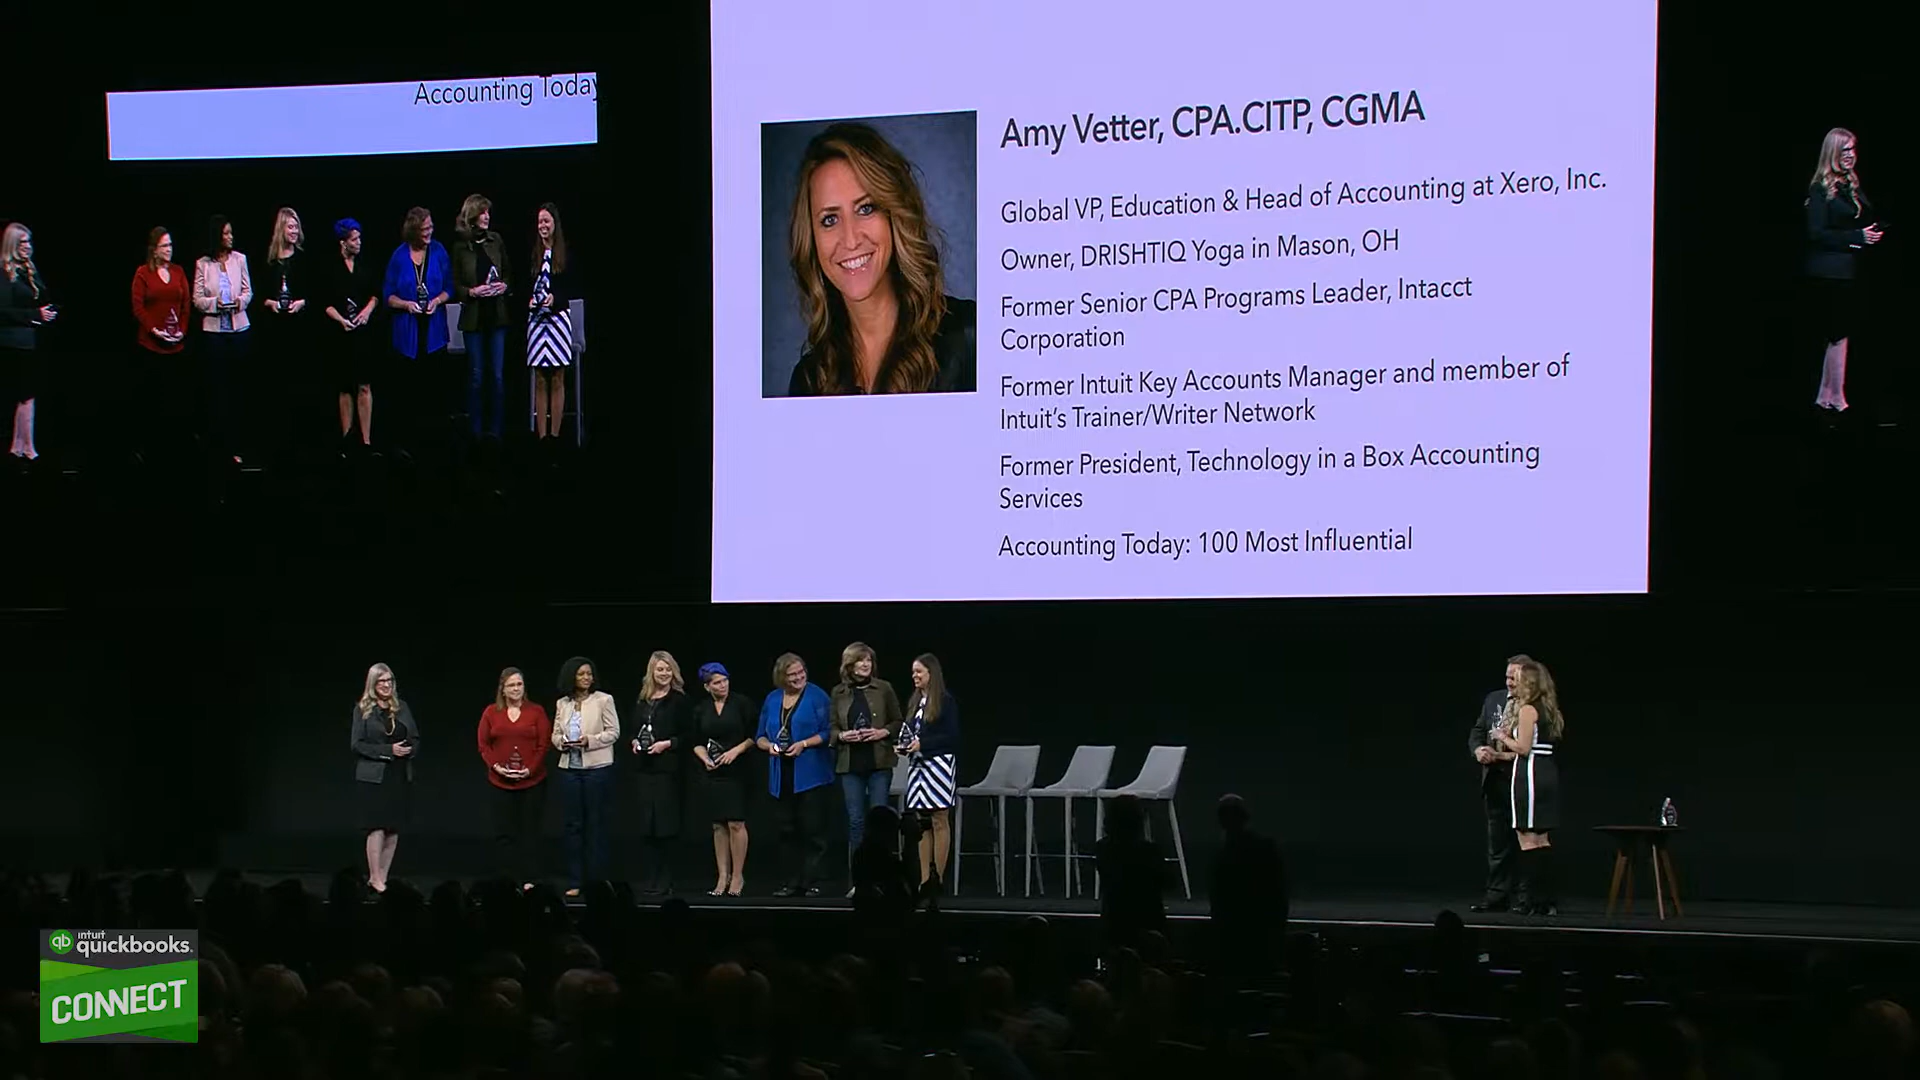 Accounting Today
Amy Vetter, CPA.CITP, CGMA
Global VP, Education & Head of Accounting at Xero, Inc.
Owner, DRISHTIQ Yoga in Mason, OH
Former Senior CPA Programs Leader, Intacct
Corporation
Former Intuit Key Accounts Manager and member of
Intuit's Trainer/Writer Network
Former President, Technology in a Box Accounting
Services
Accounting Today: 100 Most Influential
qb intuit
quickbooks.
CONNECT